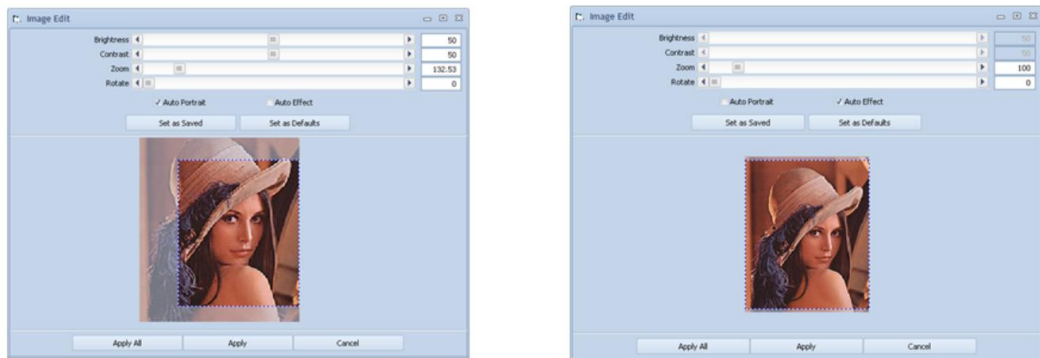 Image Edit
Brightness 50
Contrast 50
Zoom 132.53
Rotate 0
Auto Portrait Auto Effect
Set as Saved Set as Defaults
Apply All Apply Cancel
Image Edit
Brightness 50
Contrast 50
Zoom 100
Rotate 0
Auto Portrait Auto Effect
Set as Saved Set as Defaults
Apply All Apply Cancel